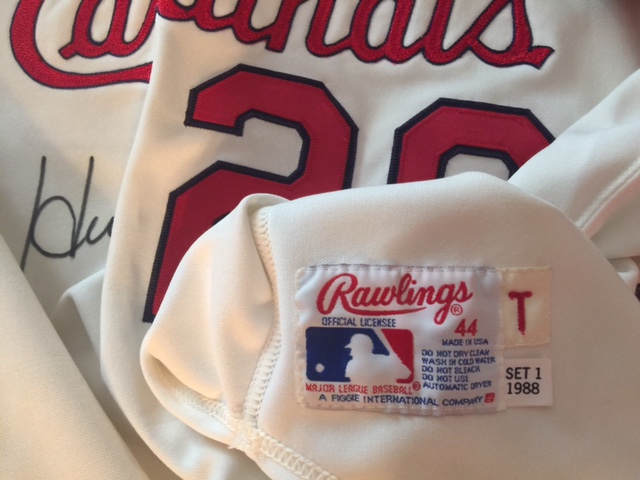 Cardinals
2
Rawlings®
OFFICIAL LICENSEE
44
MADE IN USA
DO NOT DRY CLEAN
WASH IN COLD WATER
DO NOT BLEACH
DO NOT USE
AUTOMATIC DRYER
MAJOR LEAGUE BASEBALL®
A FIGGIE INTERNATIONAL COMPANY
T
SET 1
1988